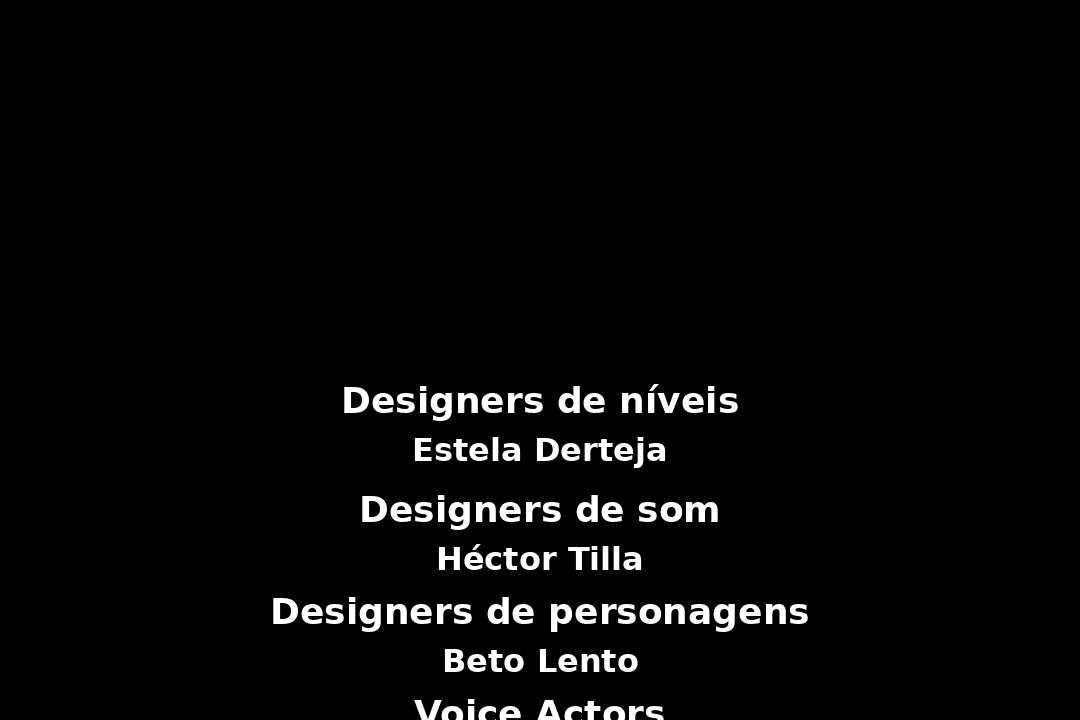 Designers de níveis
Estela Derteja
Designers de som
Héctor Tilla
Designers de personagens
Beto Lento
Voice Actors